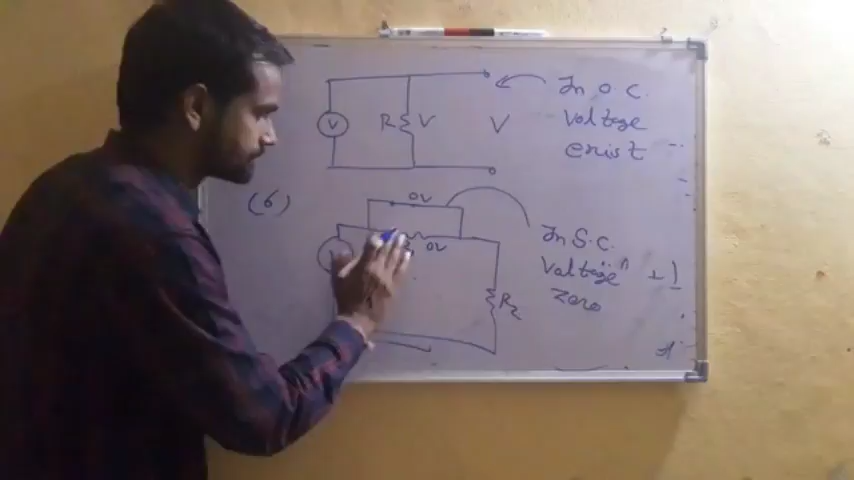 In O.C.
Voltage
exist
V
R
V
V
(6)
0V
0V
In S.C.
Voltage
zero
R2